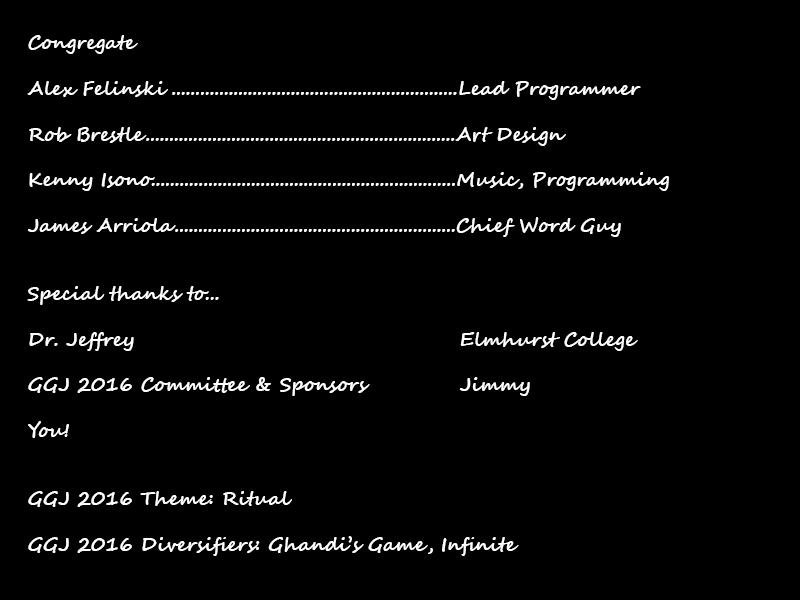 Congregate
Alex Felinski ............................................................Lead Programmer
Rob Brestle.................................................................Art Design
Kenny Isono................................................................Music, Programming
James Arriola...........................................................Chief Word Guy
Special thanks to...
Dr. Jeffrey Elmhurst College
GGJ 2016 Committee & Sponsors Jimmy
You!
GGJ 2016 Theme: Ritual
GGJ 2016 Diversifiers: Ghandi's Game, Infinite